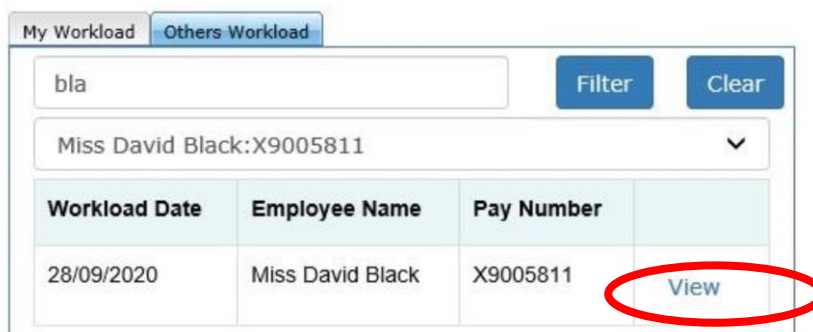 My Workload Others Workload
bla Filter Clear
Miss David Black:X9005811
Workload Date Employee Name Pay Number
28/09/2020 Miss David Black X9005811 View